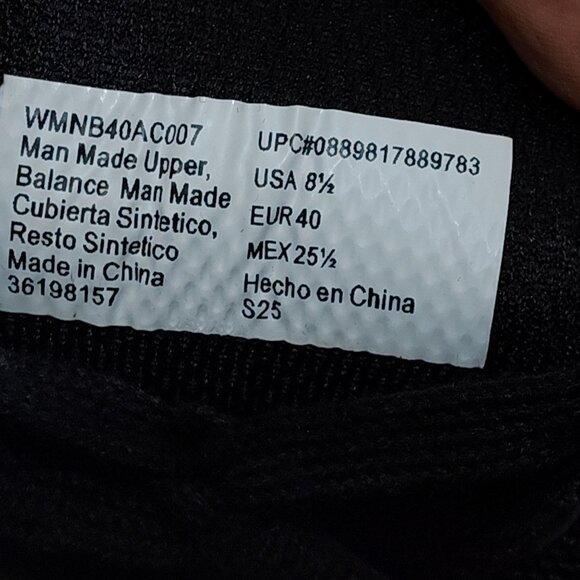 WMNB40AC007
Man Made Upper,
Balance Man Made
Cubierta Sintetico,
Resto Sintetico
Made in China
36198157
UPC#0889817889783
USA 8½
EUR 40
MEX 25½
Hecho en China
S25